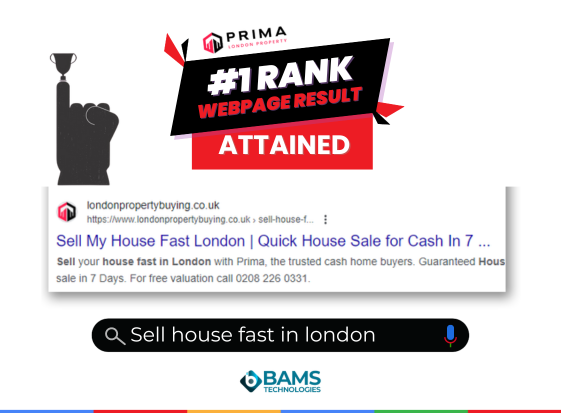 PRIMA
LONDON PROPERTY
#1 RANK
WEBPAGE RESULT
ATTAINED
londonpropertybuying.co.uk
https://www.londonpropertybuying.co.uk › sell-house-f...
Sell My House Fast London | Quick House Sale for Cash In 7 ...
Sell your house fast in London with Prima, the trusted cash home buyers. Guaranteed Hous
sale in 7 Days. For free valuation call 0208 226 0331.
Sell house fast in london
BAMS
TECHNOLOGIES